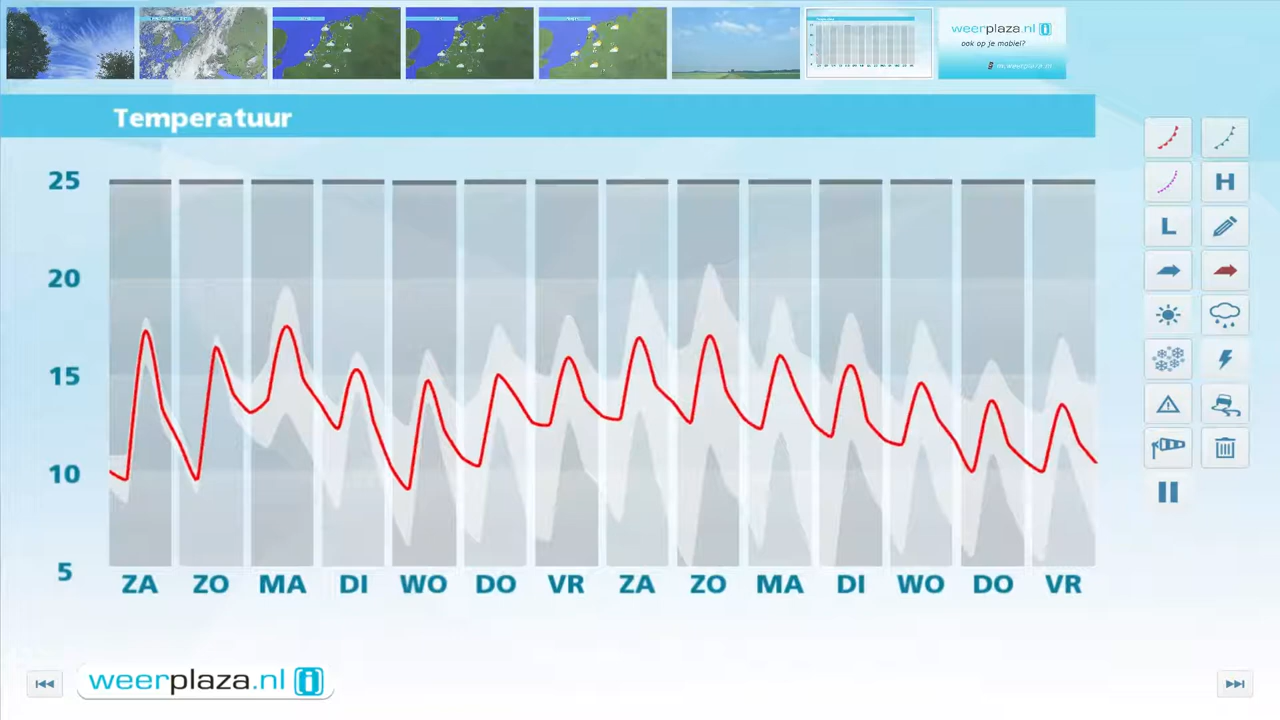 weerplaza.nl i
ook op je mobiel?
Temperatuur
25
20
15
10
5
ZA ZO MA DI WO DO VR ZA ZO MA DI WO DO VR
H
L
weerplaza.nl i